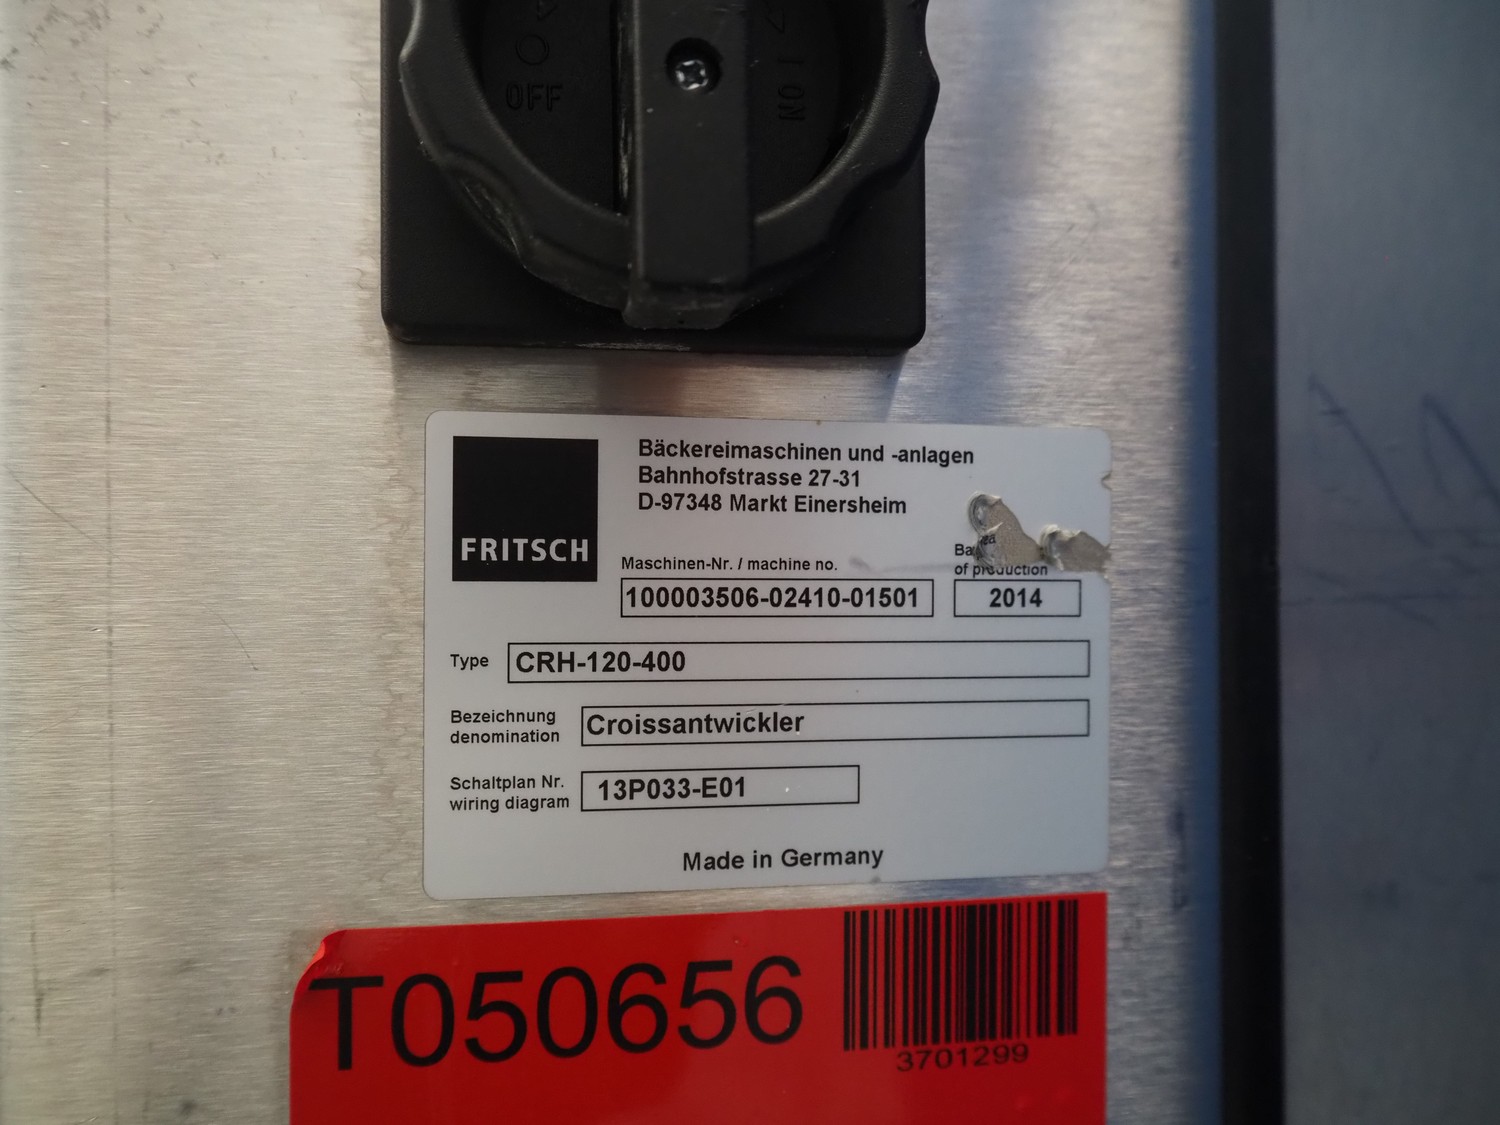 OFF
I ON
FRITSCH
Bäckereimaschinen und -anlagen
Bahnhofstrasse 27-31
D-97348 Markt Einersheim
Maschinen-Nr. / machine no.
of production
100003506-02410-01501
2014
Type
CRH-120-400
Bezeichnung
denomination
Croissantwickler
Schaltplan Nr.
wiring diagram
13P033-E01
Made in Germany
T050656
3701299